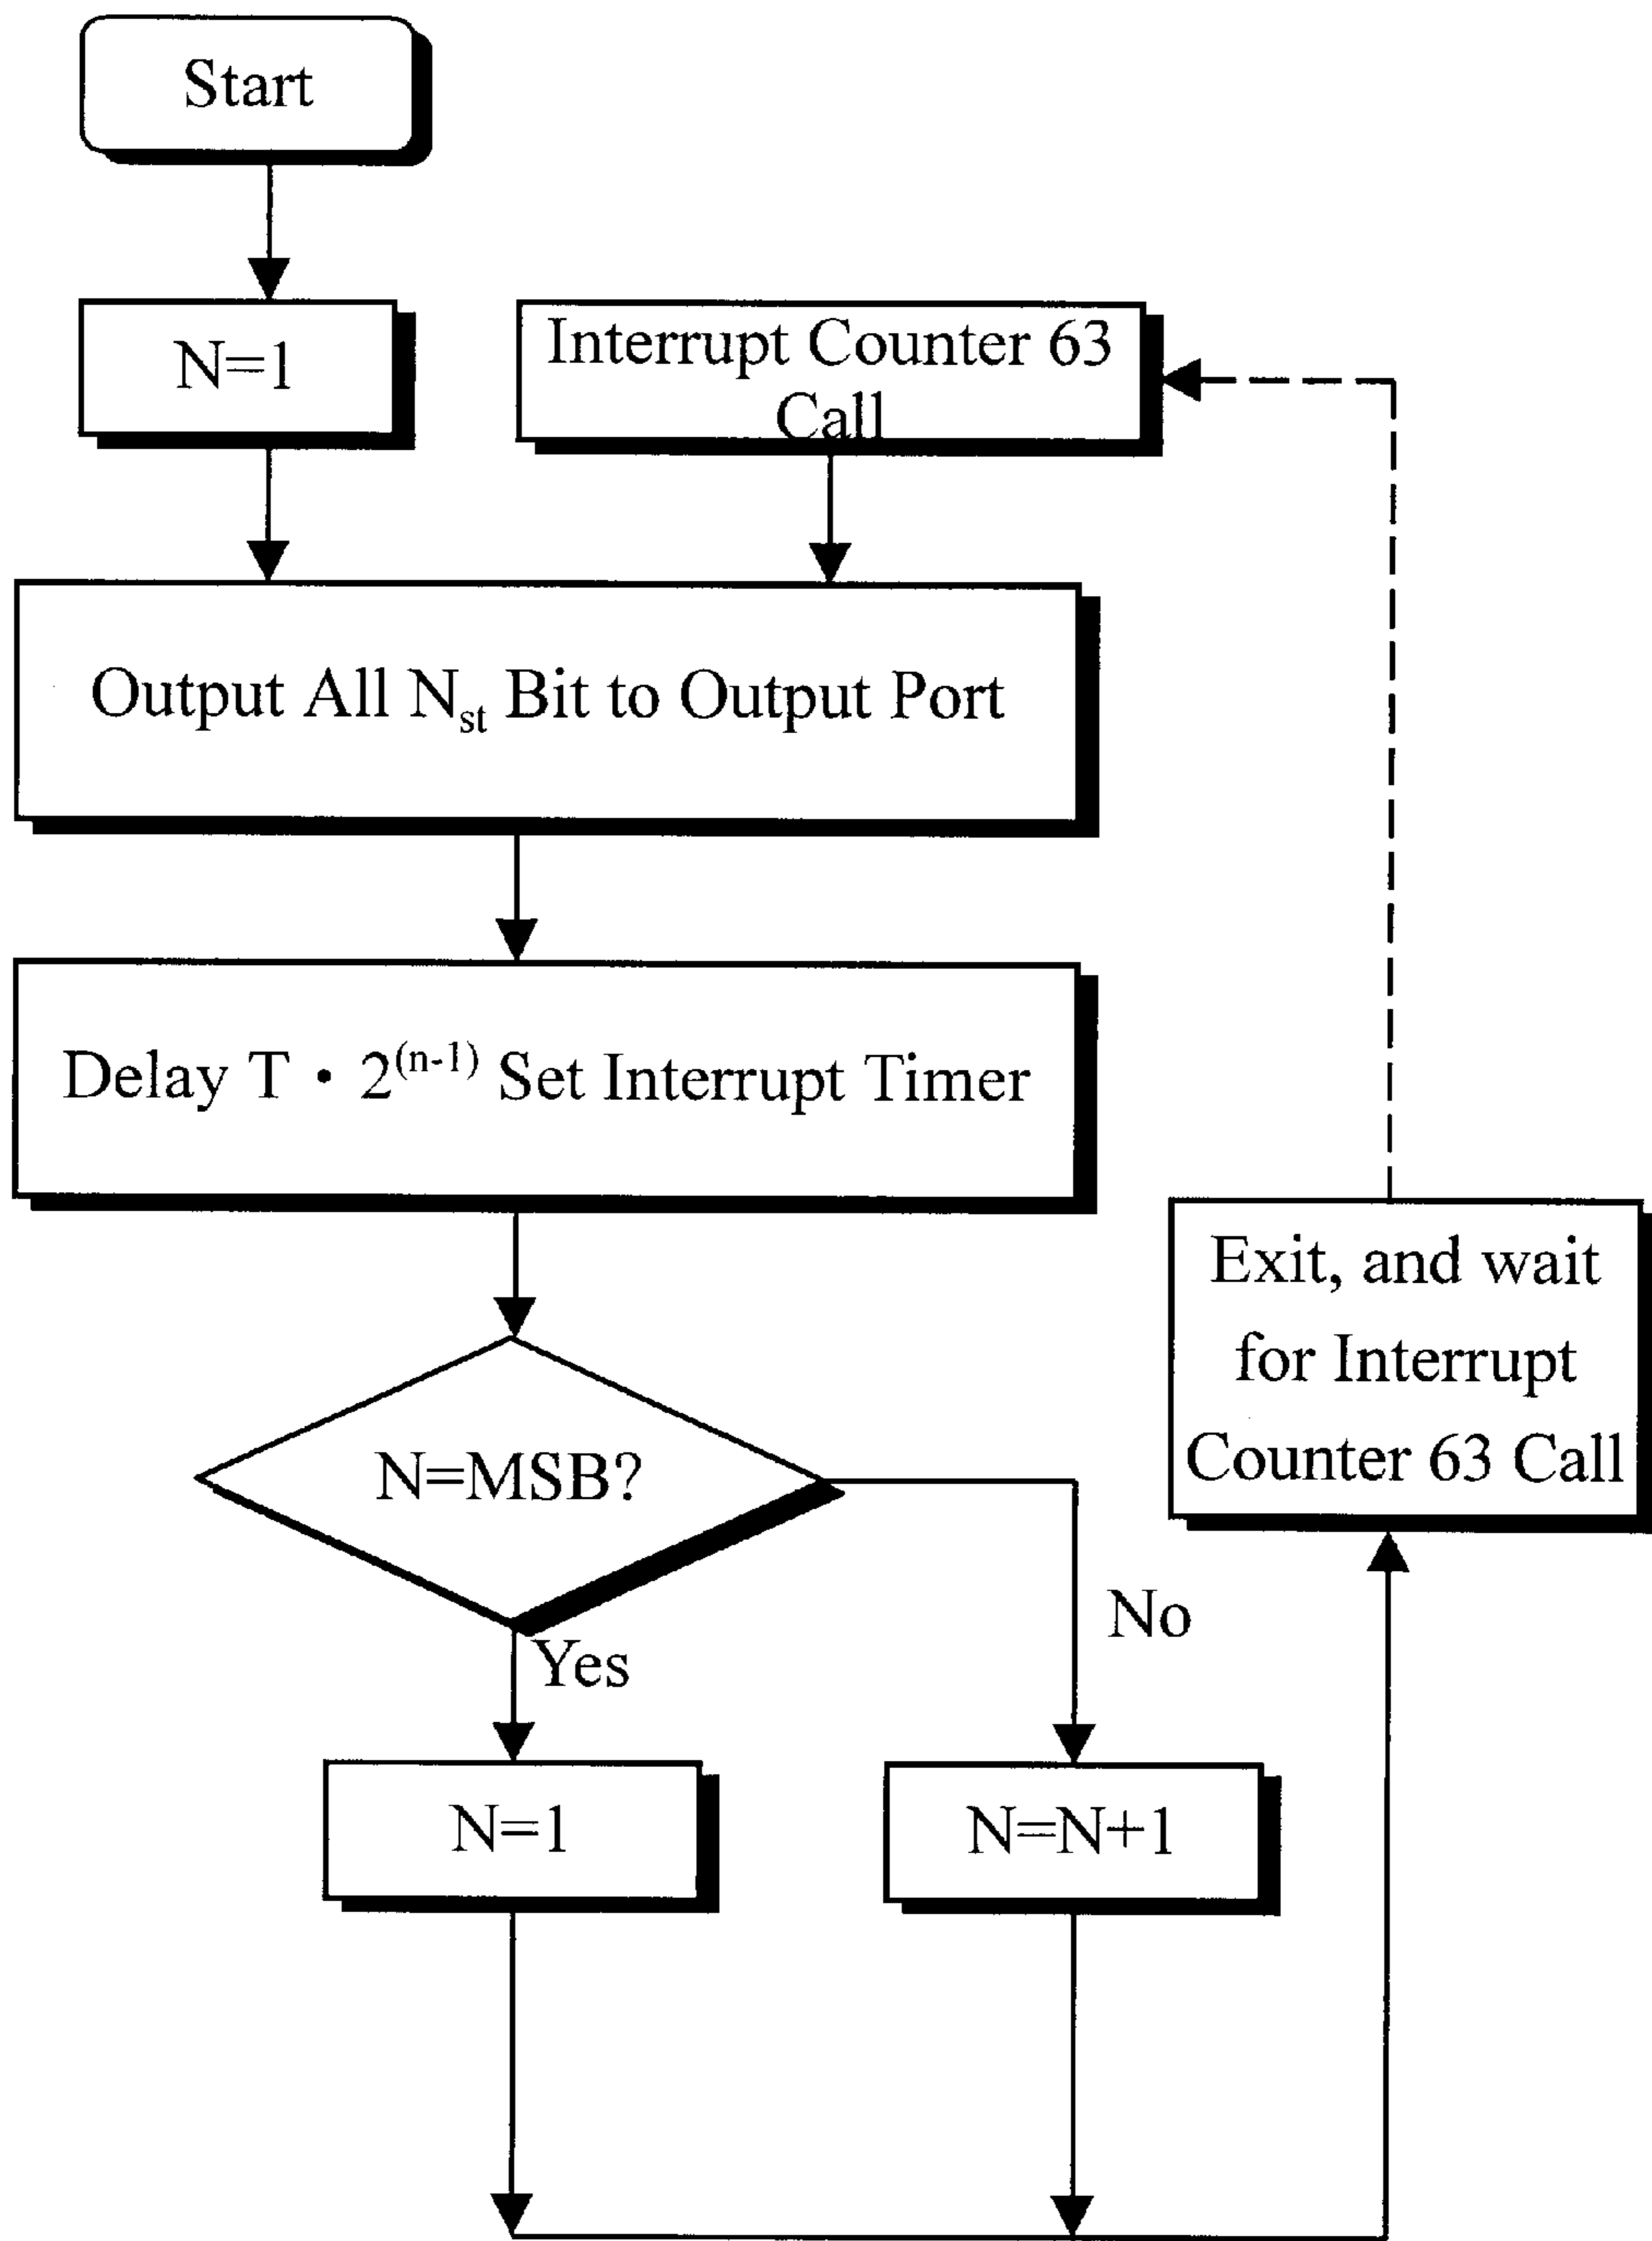 Start
N=1
Interrupt Counter 63
Call
Output All Nst Bit to Output Port
Delay T • 2(n-1) Set Interrupt Timer
Exit, and wait
for Interrupt
Counter 63 Call
N=MSB?
No
Yes
N=1
N=N+1